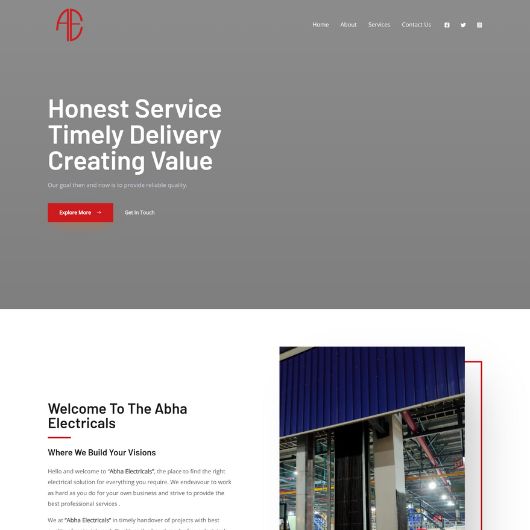 AE
Home About Services Contact Us
Honest Service
Timely Delivery
Creating Value
Our goal then and now is to provide reliable quality.
Explore More → Get In Touch
Welcome To The Abha
Electricals
Where We Build Your Visions
Hello and welcome to "Abha Electricals", the place to find the right
electrical solution for everything you require. We endeavour to work
as hard as you do for your own business and strive to provide the
best professional services .
We at "Abha Electricals" in timely handover of projects with best